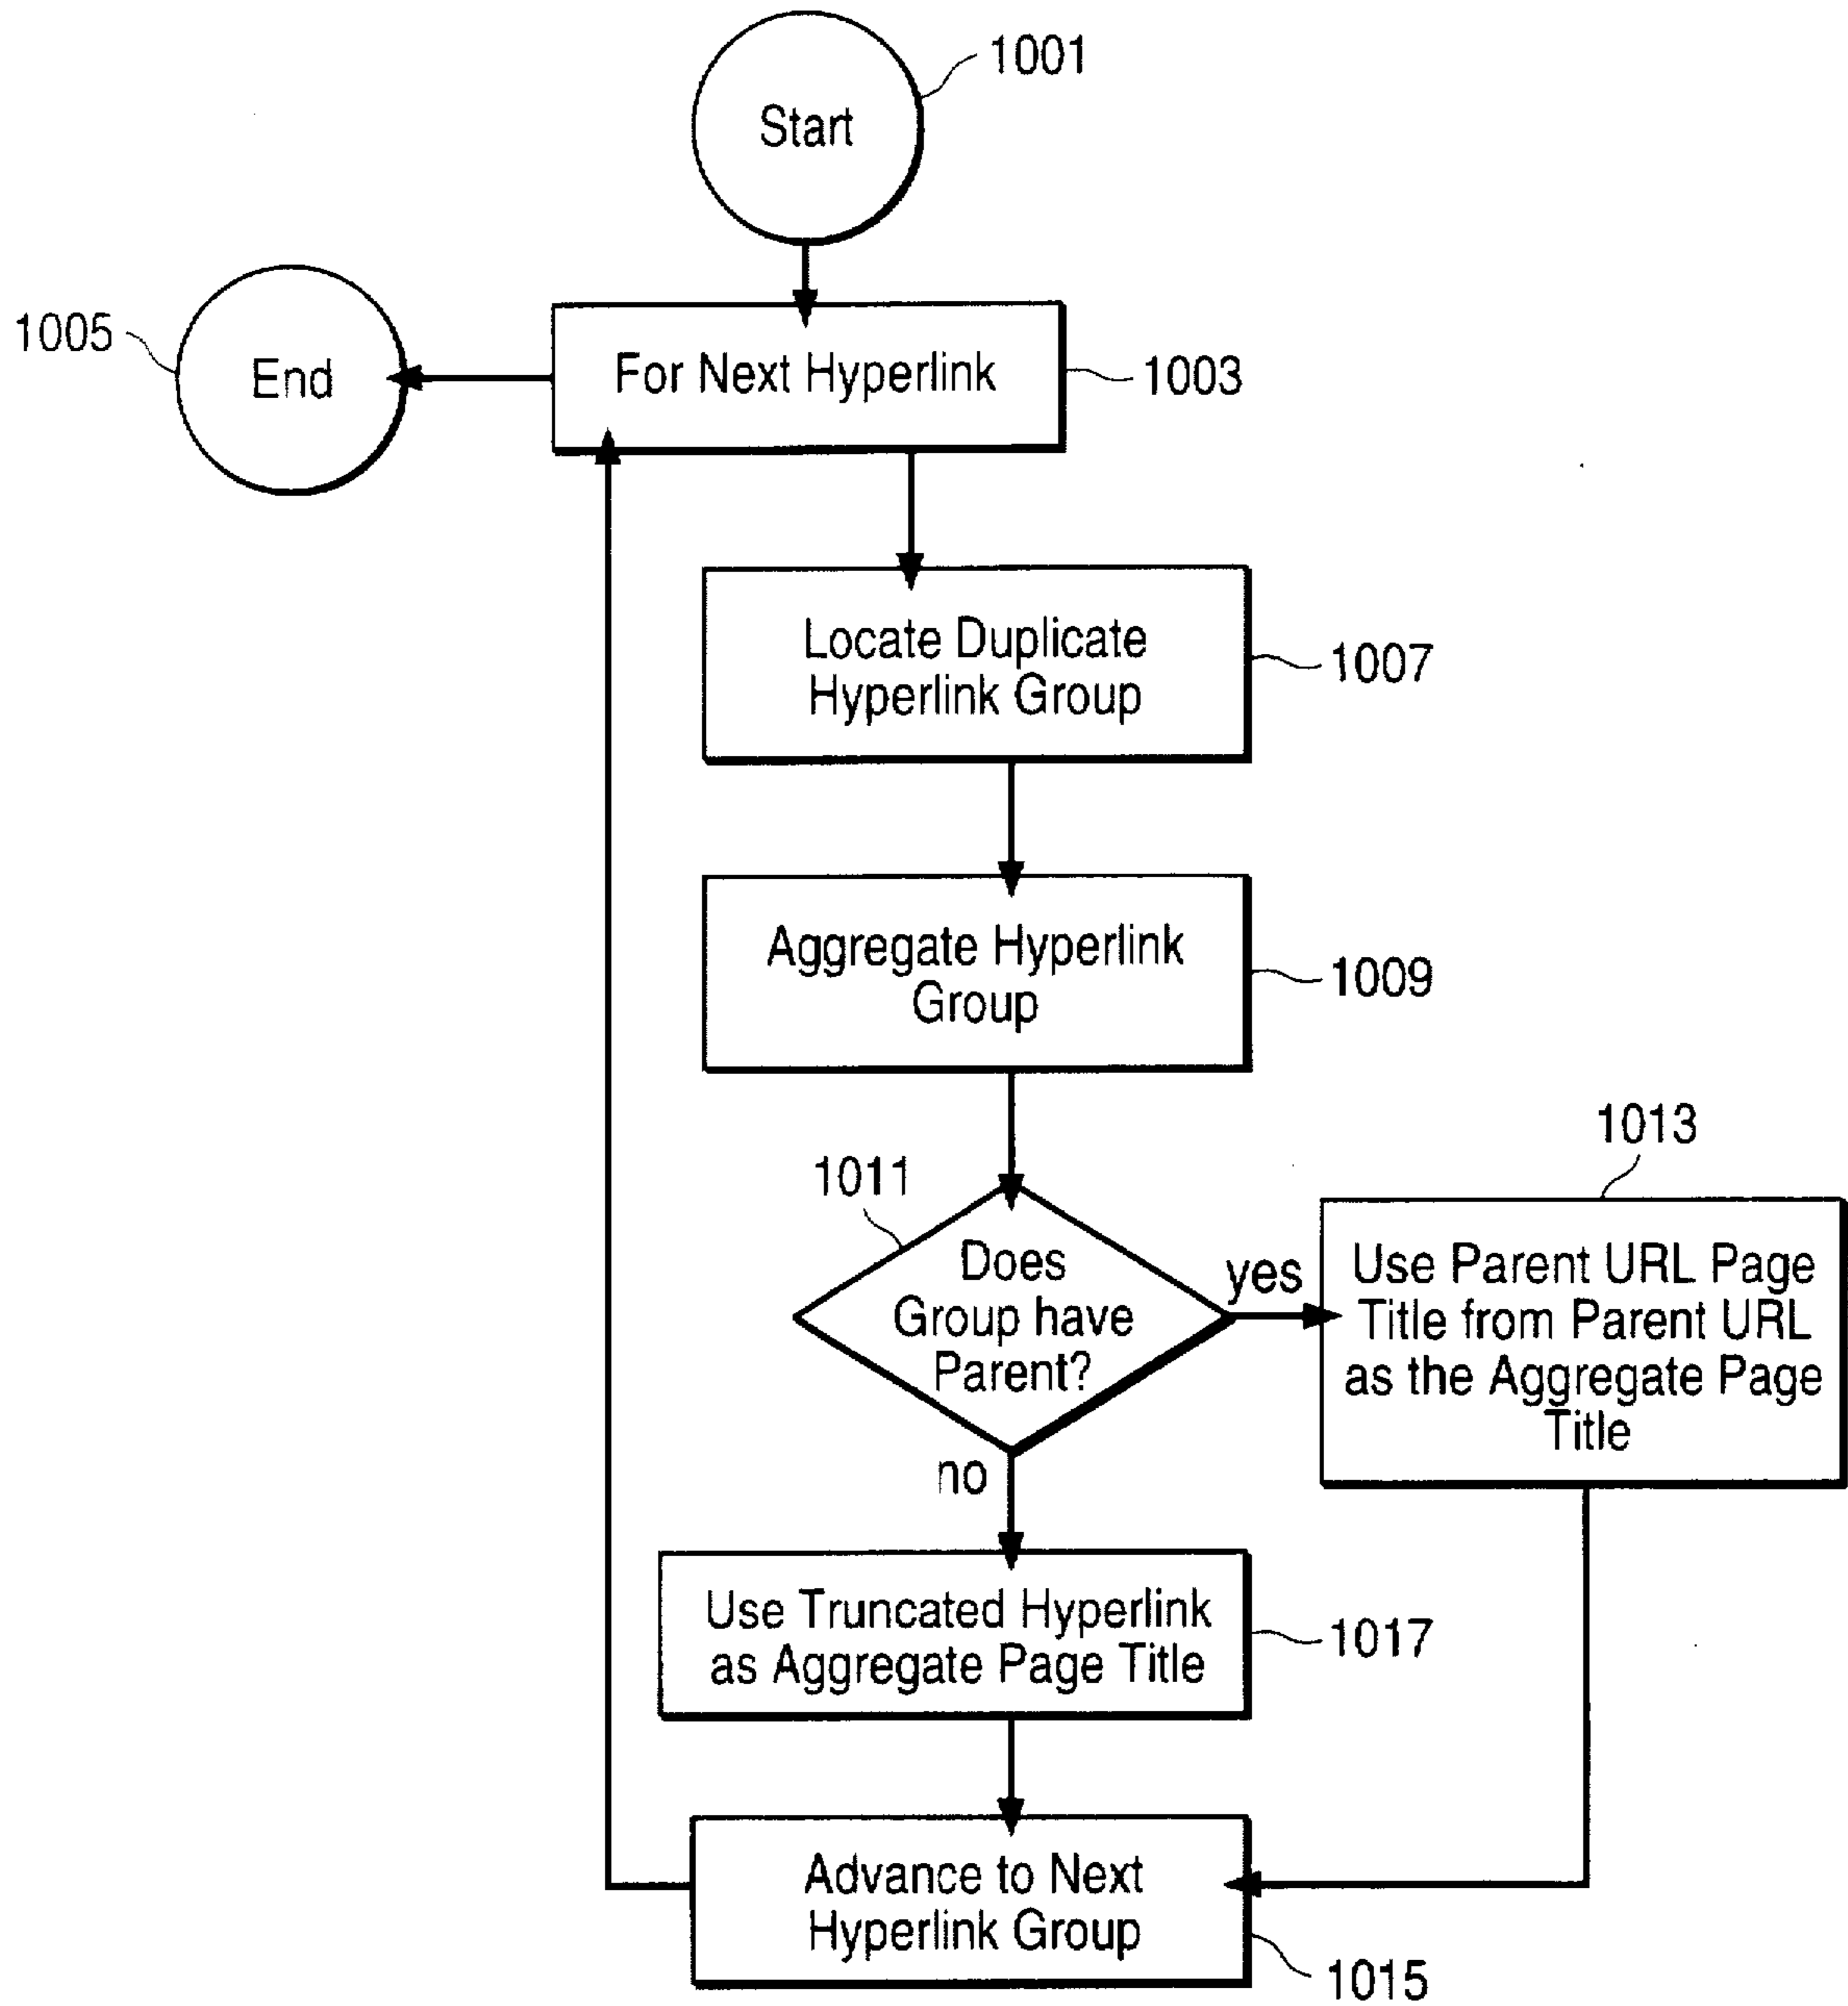 1001
Start
1005
End
For Next Hyperlink
1003
Locate Duplicate
Hyperlink Group
1007
Aggregate Hyperlink
Group
1009
1011
Does
Group have
Parent?
yes
1013
Use Parent URL Page
Title from Parent URL
as the Aggregate Page
Title
no
Use Truncated Hyperlink
as Aggregate Page Title
1017
Advance to Next
Hyperlink Group
1015